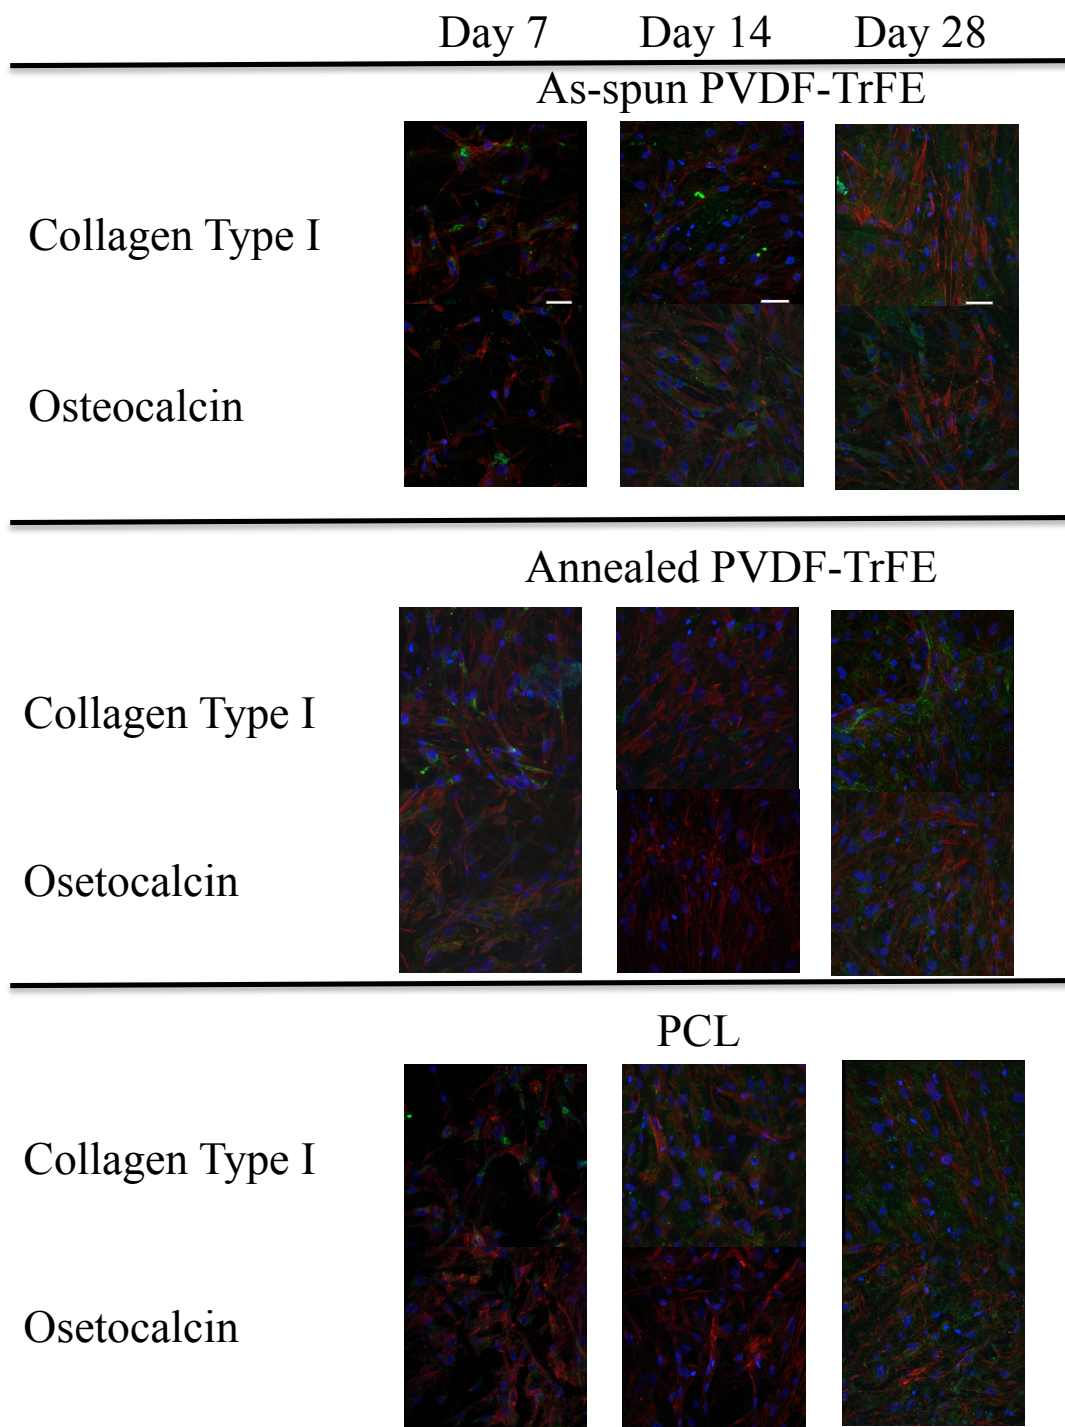 Day 7 Day 14 Day 28
As-spun PVDF-TrFE
Collagen Type I
Osteocalcin
Annealed PVDF-TrFE
Collagen Type I
Osetocalcin
PCL
Collagen Type I
Osetocalcin